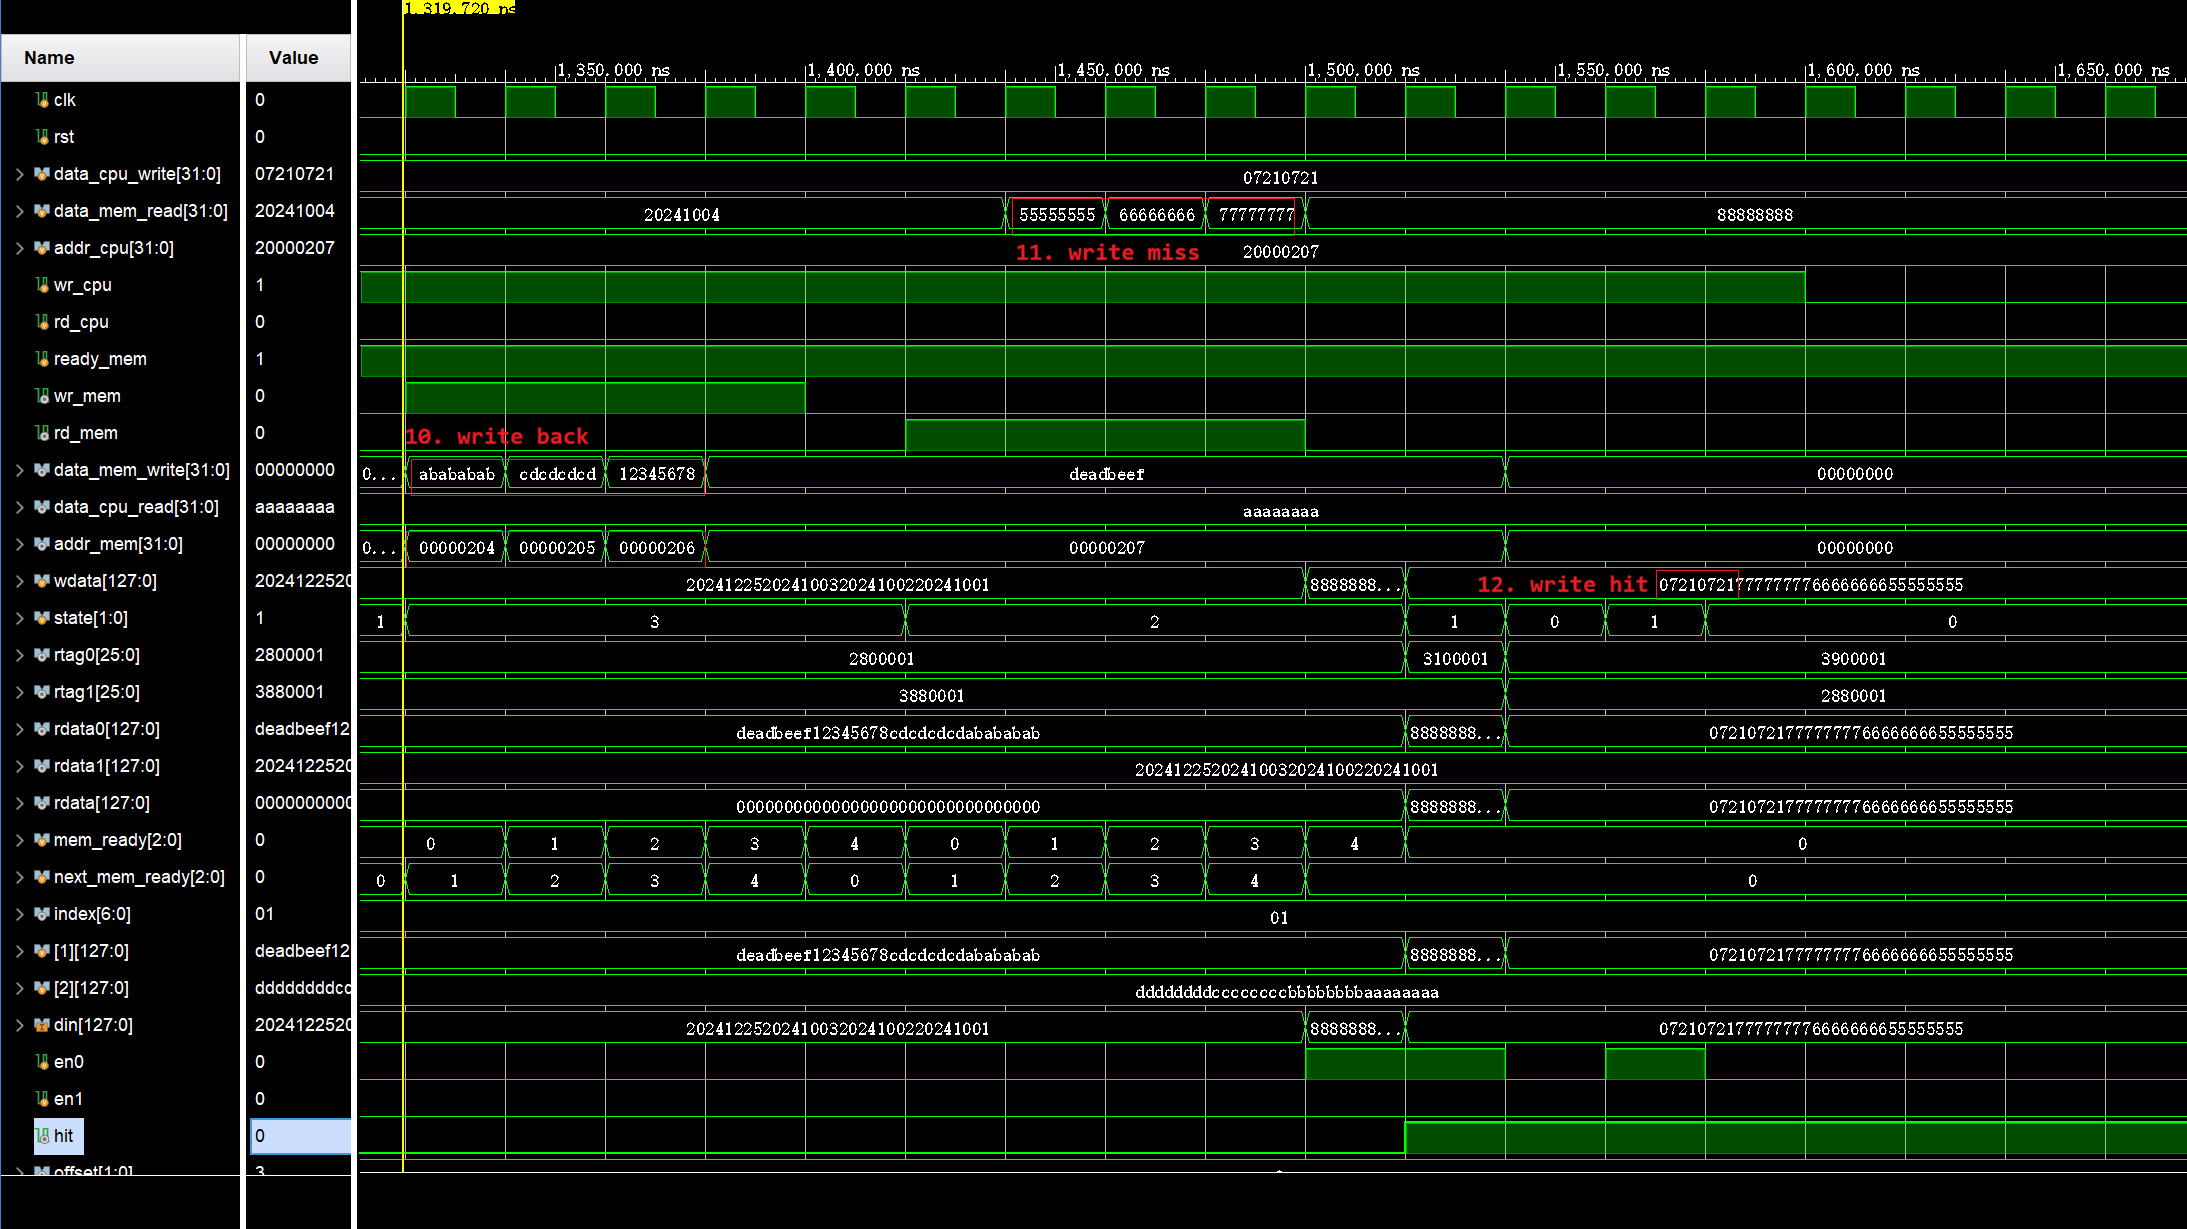 1,319.720 ns
Name Value
1,350.000 ns 1,400.000 ns 1,450.000 ns 1,500.000 ns 1,550.000 ns 1,600.000 ns 1,650.000 ns
clk 0
rst 0
data_cpu_write[31:0] 07210721 07210721
data_mem_read[31:0] 20241004 20241004 55555555 66666666 77777777 88888888
addr_cpu[31:0] 20000207 11. write miss 20000207
wr_cpu 1
rd_cpu 0
ready_mem 1
wr_mem 0
rd_mem 0 10. write back
data_mem_write[31:0] 00000000 0... abababab cdcdcdcd 12345678 deadbeef 00000000
data_cpu_read[31:0] aaaaaaaa aaaaaaaa
addr_mem[31:0] 00000000 0... 00000204 00000205 00000206 00000207 00000000
wdata[127:0] 2024122520 20241225202410032024100220241001 8888888... 12. write hit 07210721777777776666666655555555
state[1:0] 1 1 3 2 1 0 1 0
rtag0[25:0] 2800001 2800001 3100001 3900001
rtag1[25:0] 3880001 3880001 2880001
rdata0[127:0] deadbeef12 deadbeef12345678cdcdcdcdabababab 8888888... 07210721777777776666666655555555
rdata1[127:0] 2024122520 20241225202410032024100220241001
rdata[127:0] 0000000000 00000000000000000000000000000000 8888888... 07210721777777776666666655555555
mem_ready[2:0] 0 0 1 2 3 4 0 1 2 3 4 0
next_mem_ready[2:0] 0 0 1 2 3 4 0 1 2 3 4 0
index[6:0] 01 01
[1][127:0] deadbeef12 deadbeef12345678cdcdcdcdabababab 8888888... 07210721777777776666666655555555
[2][127:0] ddddddddcc ddddddddccccccccbbbbbbbbaaaaaaaa
din[127:0] 2024122520 20241225202410032024100220241001 8888888... 07210721777777776666666655555555
en0 0
en1 0
hit 0
offset[1:0] 3